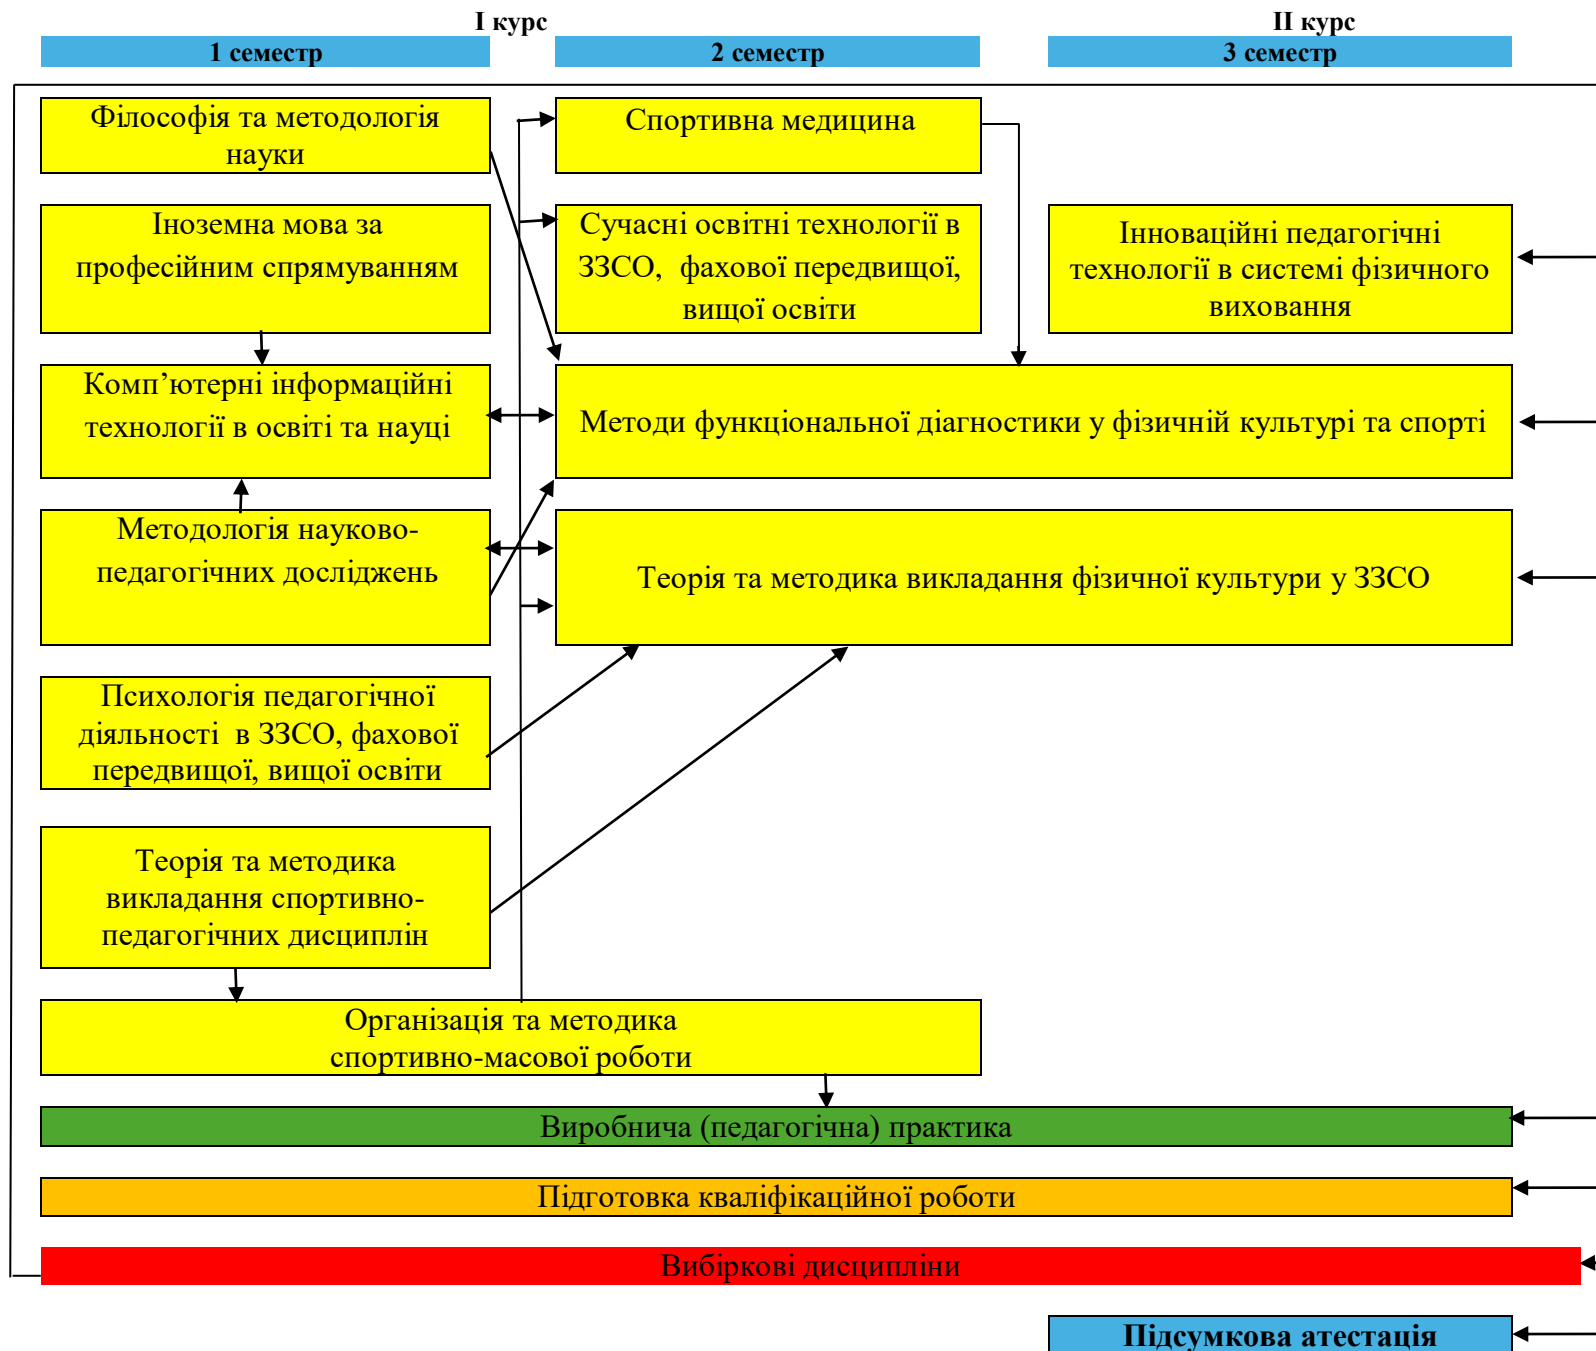 І курс
ІІ курс
1 семестр
2 семестр
3 семестр
Філософія та методологія
науки
Спортивна медицина
Іноземна мова за
професійним спрямуванням
Сучасні освітні технології в
ЗЗСО, фахової передвищої,
вищої освіти
Інноваційні педагогічні
технології в системі фізичного
виховання
Комп’ютерні інформаційні
технології в освіті та науці
Методи функціональної діагностики у фізичній культурі та спорті
Методологія науково-
педагогічних досліджень
Теорія та методика викладання фізичної культури у ЗЗСО
Психологія педагогічної
діяльності в ЗЗСО, фахової
передвищої, вищої освіти
Теорія та методика
викладання спортивно-
педагогічних дисциплін
Організація та методика
спортивно-масової роботи
Виробнича (педагогічна) практика
Підготовка кваліфікаційної роботи
Вибіркові дисципліни
Підсумкова атестація